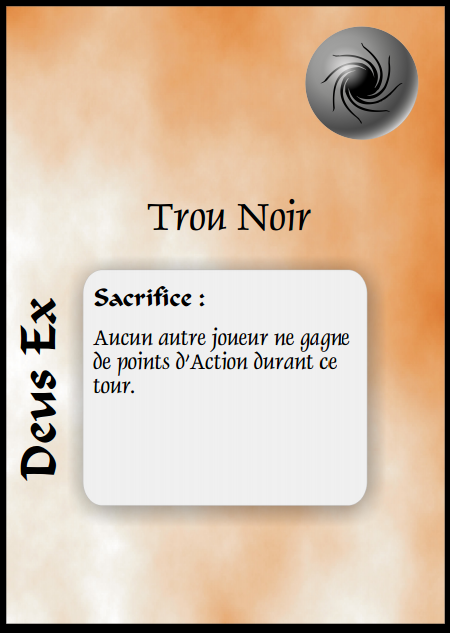 Trou Noir
Deus Ex
Sacrifice :
Aucun autre joueur ne gagne
de points d'Action durant ce
tour.